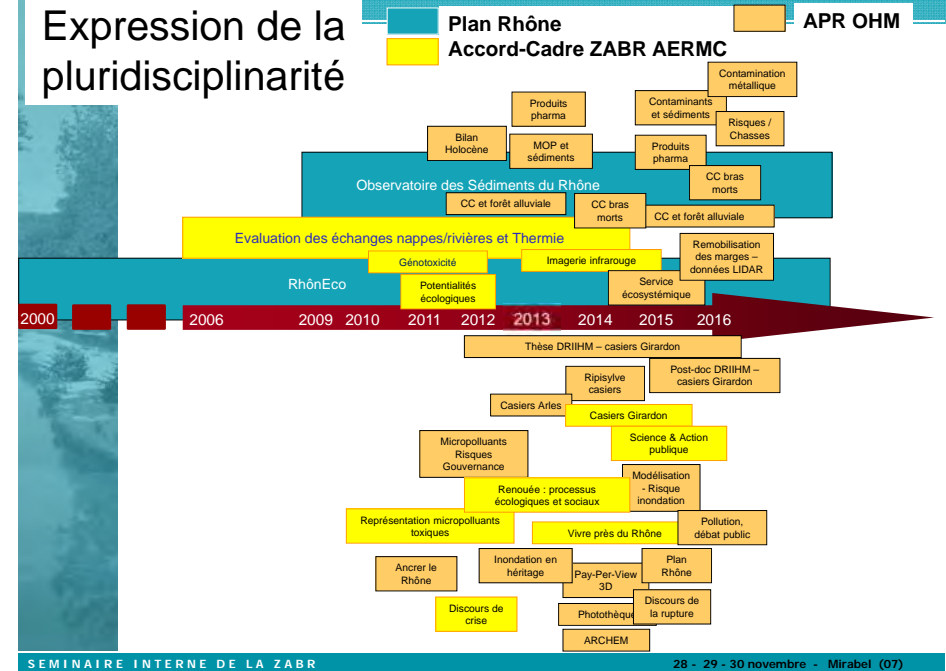 Expression de la
pluridisciplinarité
Plan Rhône
APR OHM
Accord-Cadre ZABR AERMC
Contamination
métallique
Produits
pharma
Contaminants
et sédiments
Risques /
Chasses
Bilan
Holocène
MOP et
sédiments
Produits
pharma
CC bras
morts
Observatoire des Sédiments du Rhône
CC et forêt alluviale
CC bras
morts
CC et forêt alluviale
Evaluation des échanges nappes/rivières et Thermie
Remobilisation
des marges –
données LIDAR
Génotoxicité
Imagerie infrarouge
RhônEco
Potentialités
écologiques
Service
écosystémique
2000 2006 2009 2010 2011 2012 2013 2014 2015 2016
Thèse DRIIHM – casiers Girardon
Post-doc DRIIHM –
casiers Girardon
Ripisylve
casiers
Casiers Arles
Casiers Girardon
Science & Action
publique
Micropolluants
Risques
Gouvernance
Modélisation
- Risque
inondation
Renouée : processus
écologiques et sociaux
Représentation micropolluants
toxiques
Vivre près du Rhône
Pollution,
débat public
Ancrer le
Rhône
Inondation en
héritage
Pay-Per-View
3D
Plan
Rhône
Discours de
crise
Photothèque
Discours de
la rupture
ARCHEM
SEMINAIRE INTERNE DE LA ZABR
28 - 29 - 30 novembre - Mirabel (07)